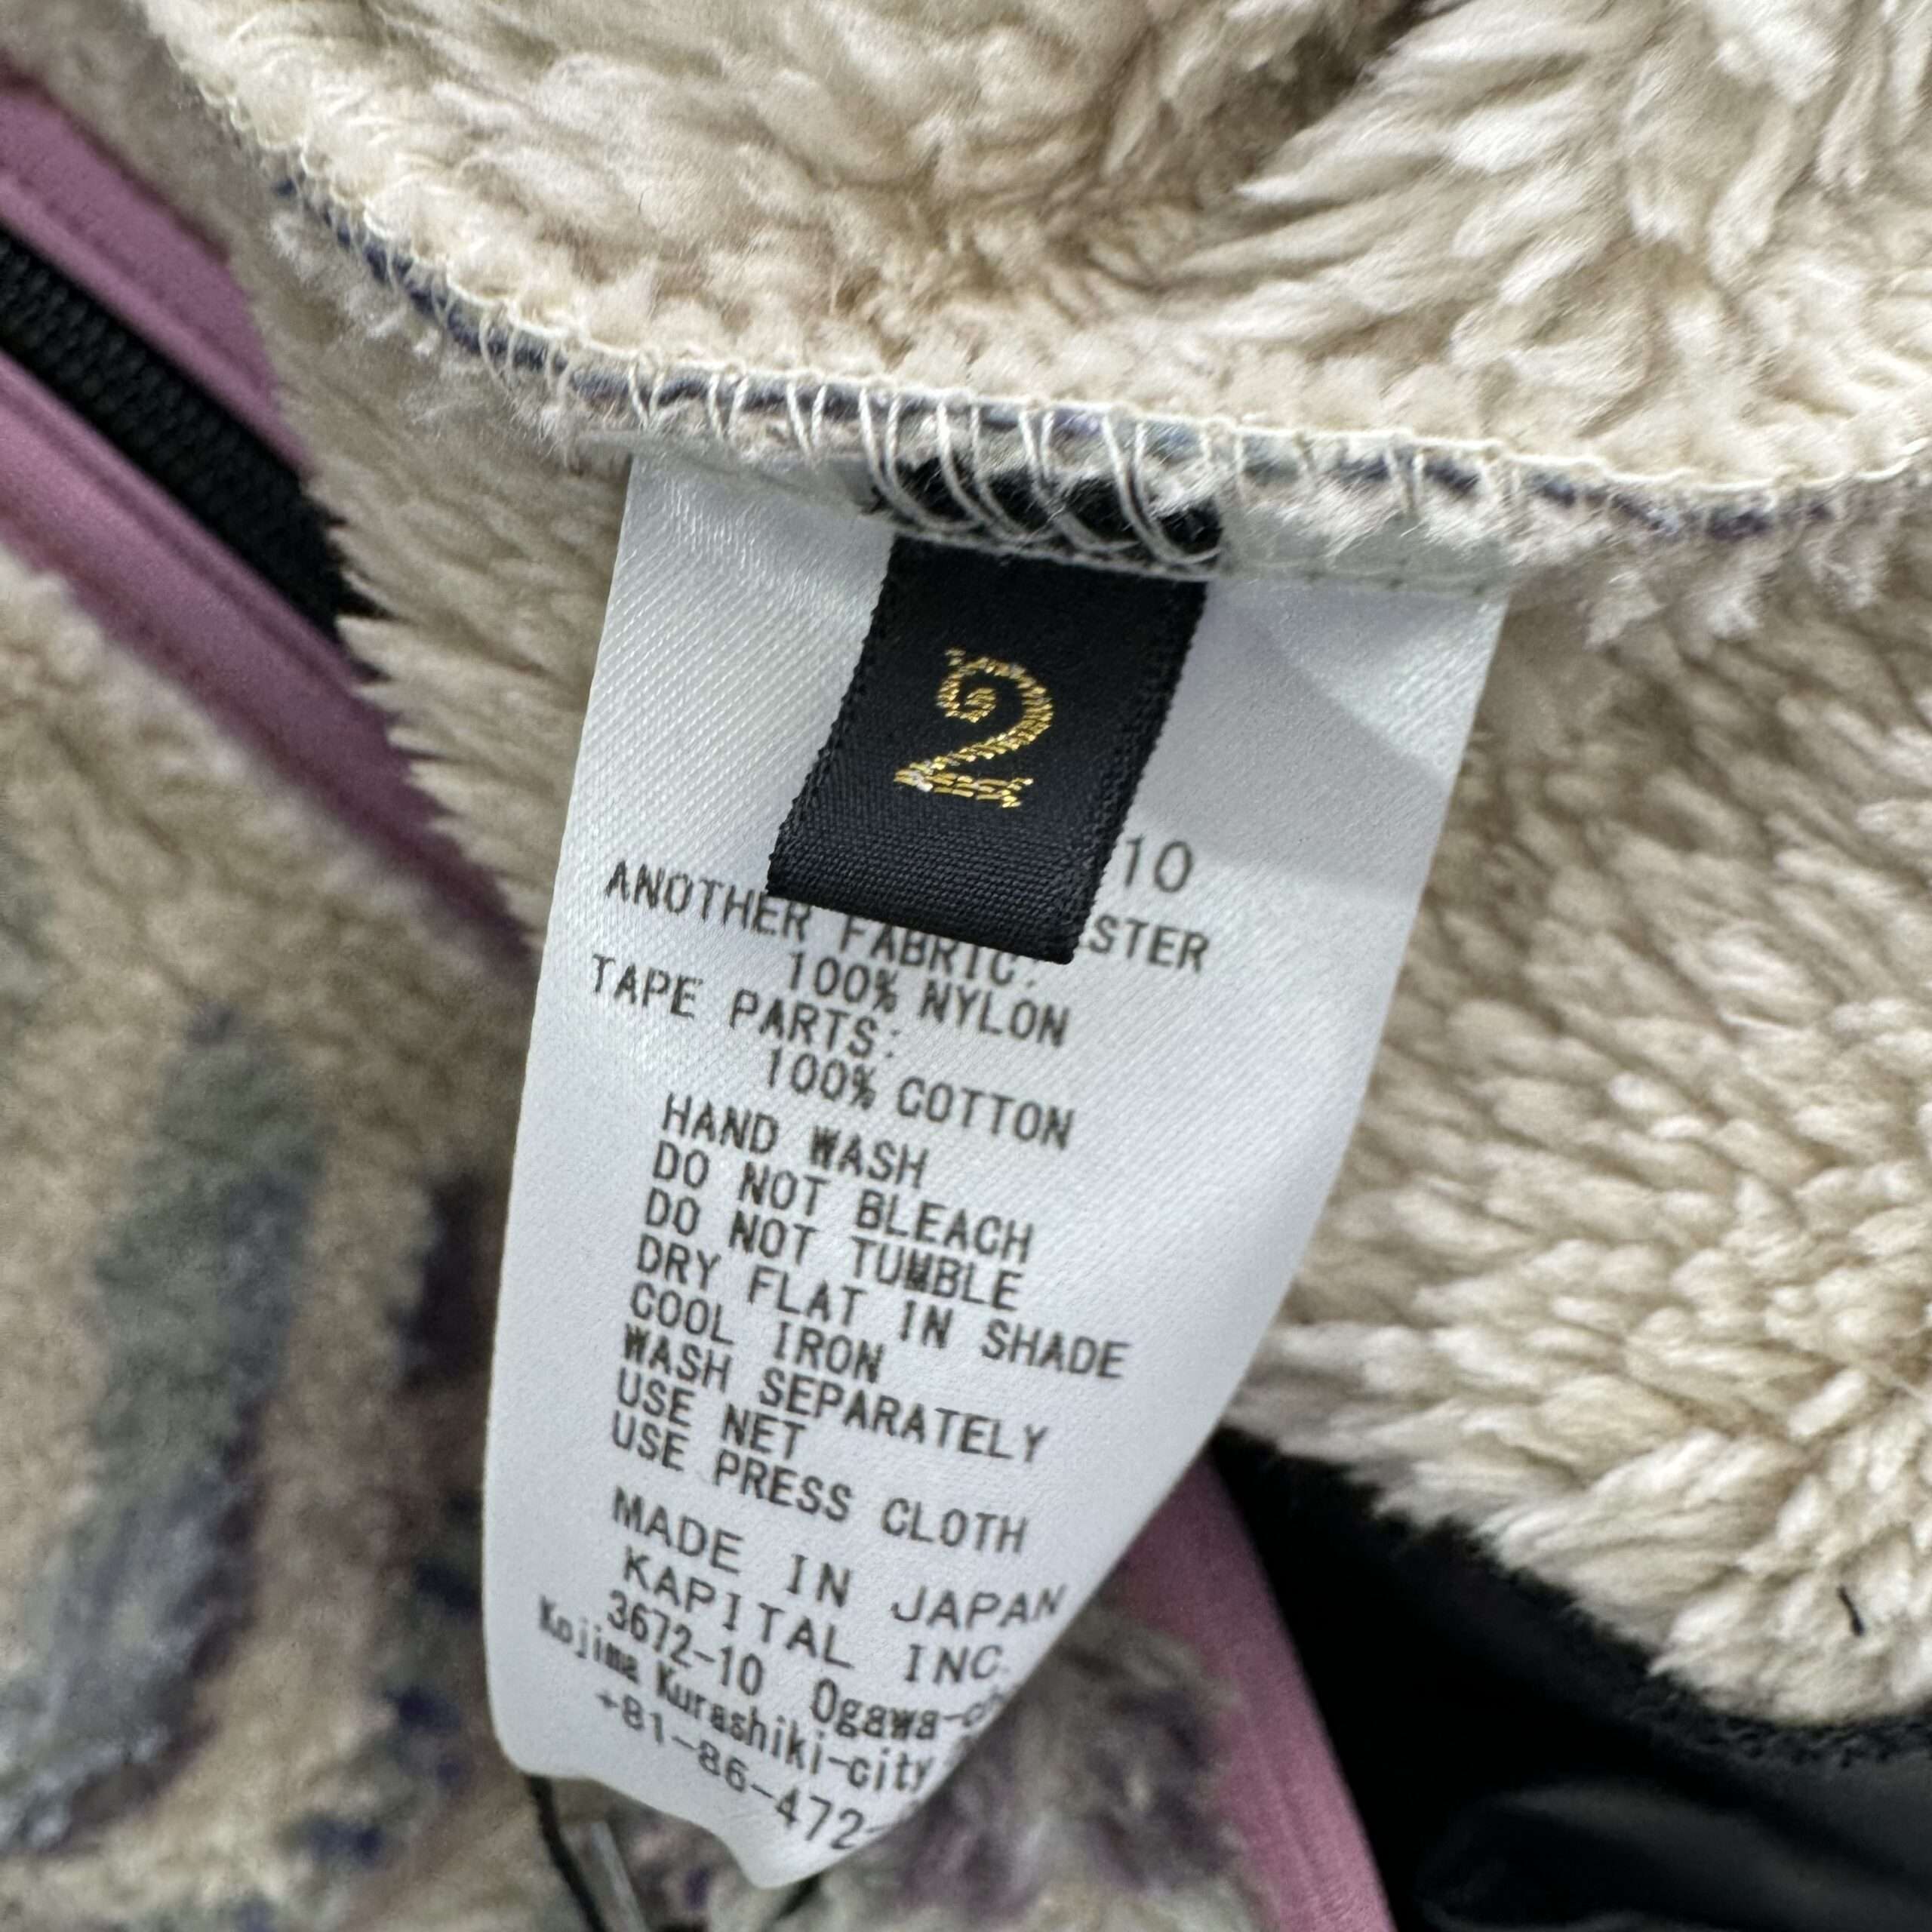 2
10
ANOTHER FABRIC:
100% NYLON
TAPE PARTS:
100% COTTON
HAND WASH
DO NOT BLEACH
DO NOT TUMBLE
DRY FLAT IN SHADE
COOL IRON
WASH SEPARATELY
USE NET
USE PRESS CLOTH
MADE IN JAPAN
KAPITAL INC.
3672-10
Kojima Kurashiki-city
+81-86-472-